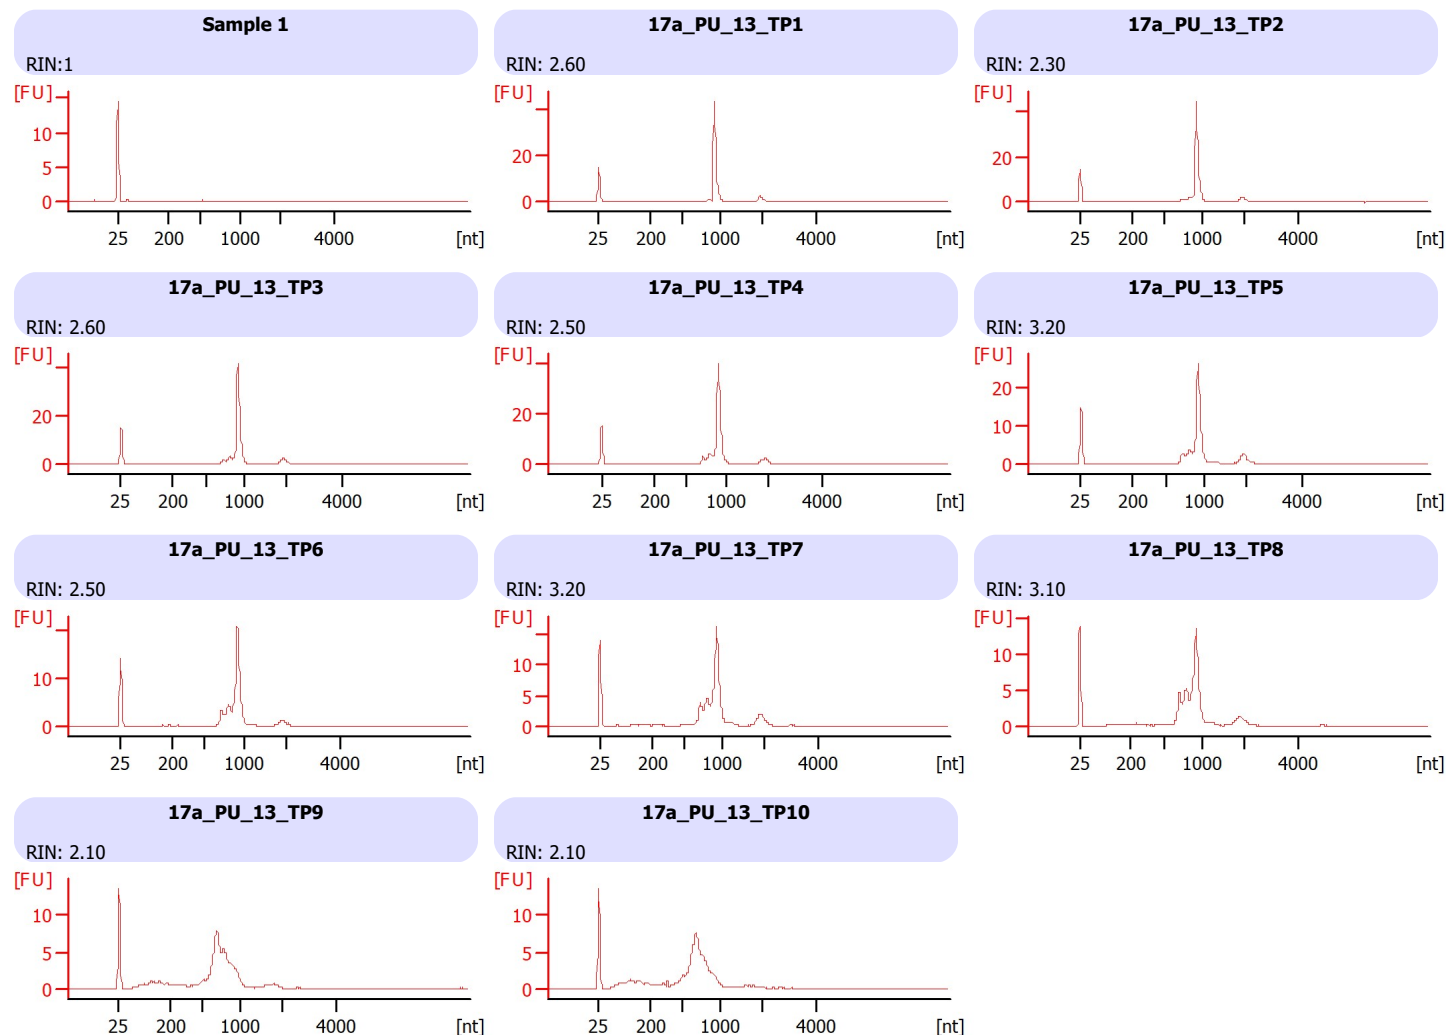 Sample 1
RIN:1
[FU]
10
5
0
25 200 1000 4000 [nt]
17a_PU_13_TP1
RIN: 2.60
[FU]
20
0
25 200 1000 4000 [nt]
17a_PU_13_TP2
RIN: 2.30
[FU]
20
0
25 200 1000 4000 [nt]
17a_PU_13_TP3
RIN: 2.60
[FU]
20
0
25 200 1000 4000 [nt]
17a_PU_13_TP4
RIN: 2.50
[FU]
20
0
25 200 1000 4000 [nt]
17a_PU_13_TP5
RIN: 3.20
[FU]
20
10
0
25 200 1000 4000 [nt]
17a_PU_13_TP6
RIN: 2.50
[FU]
10
0
25 200 1000 4000 [nt]
17a_PU_13_TP7
RIN: 3.20
[FU]
10
5
0
25 200 1000 4000 [nt]
17a_PU_13_TP8
RIN: 3.10
[FU]
10
5
0
25 200 1000 4000 [nt]
17a_PU_13_TP9
RIN: 2.10
[FU]
10
5
0
25 200 1000 4000 [nt]
17a_PU_13_TP10
RIN: 2.10
[FU]
10
5
0
25 200 1000 4000 [nt]